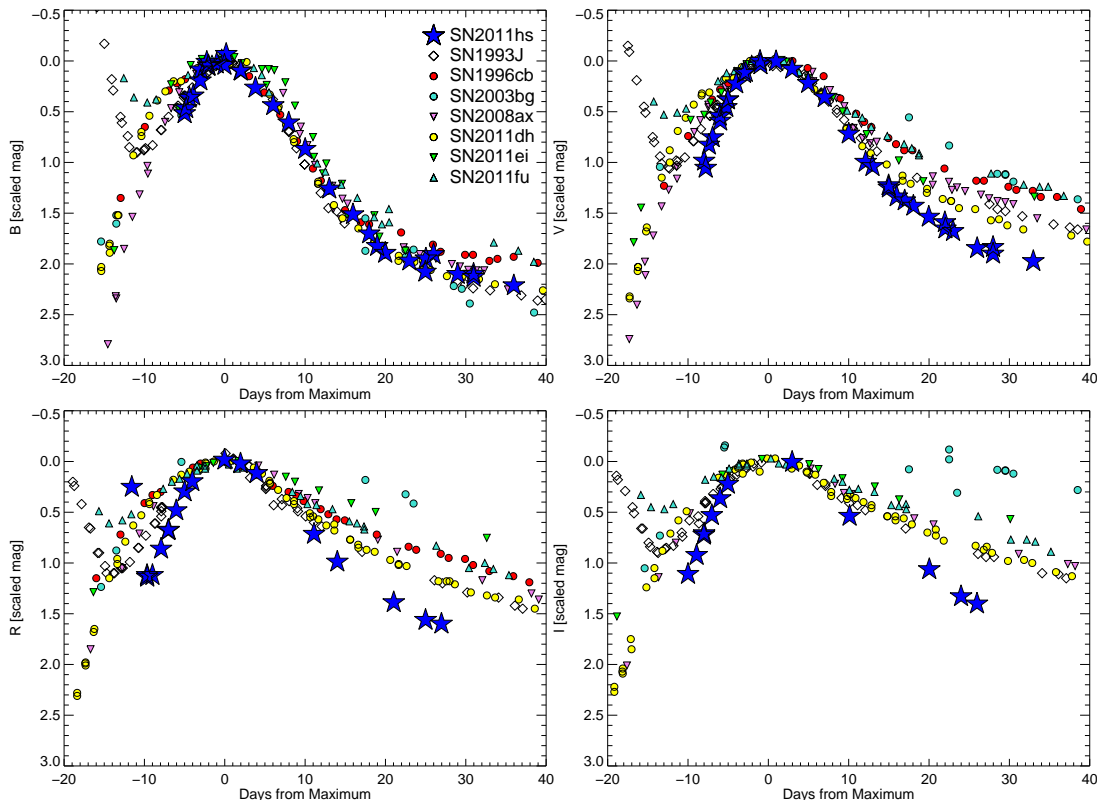 −0.5
0.0
0.5
1.0
1.5
2.0
2.5
3.0
B [scaled mag]
−20 −10 0 10 20 30 40
Days from Maximum
SN2011hs
SN1993J
SN1996cb
SN2003bg
SN2008ax
SN2011dh
SN2011ei
SN2011fu
−0.5
0.0
0.5
1.0
1.5
2.0
2.5
3.0
V [scaled mag]
−20 −10 0 10 20 30 40
Days from Maximum
−0.5
0.0
0.5
1.0
1.5
2.0
2.5
3.0
R [scaled mag]
−20 −10 0 10 20 30 40
Days from Maximum
−0.5
0.0
0.5
1.0
1.5
2.0
2.5
3.0
I [scaled mag]
−20 −10 0 10 20 30 40
Days from Maximum